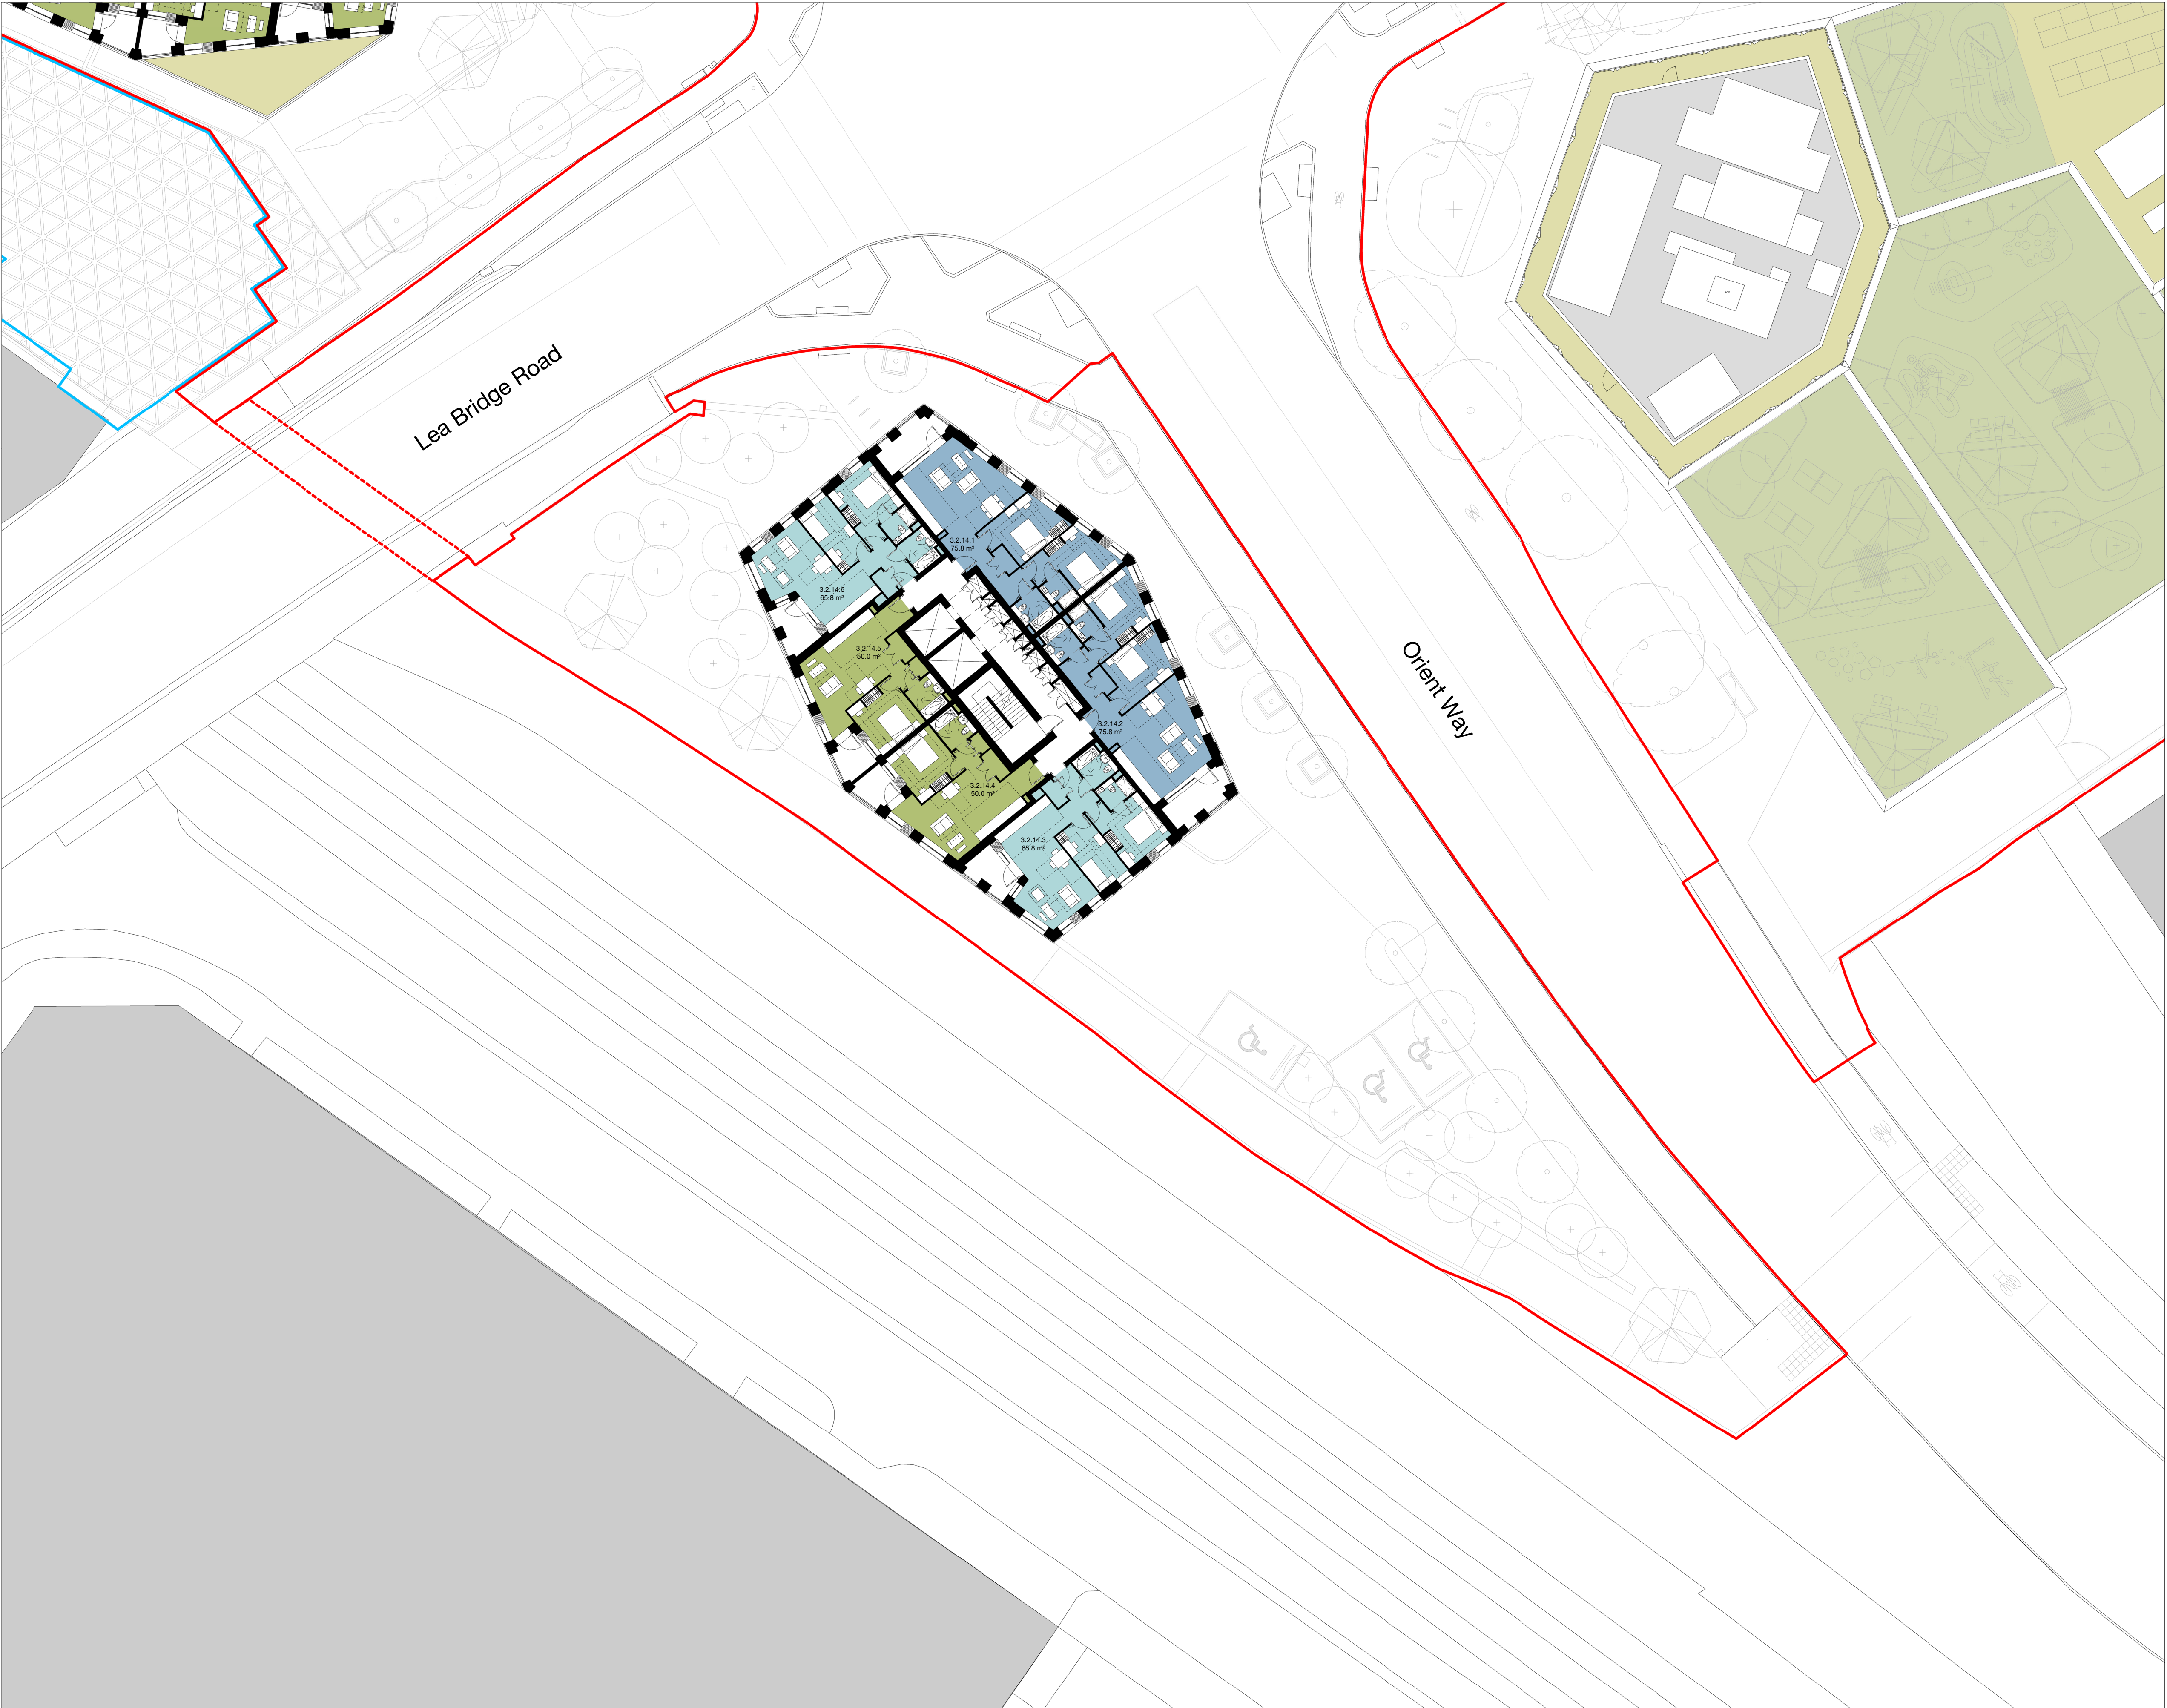 Lea Bridge Road
3.2.14.1
75.8 m²
3.2.14.6
65.8 m²
3.2.14.5
50.0 m²
Orient Way
3.2.14.2
75.8 m²
3.2.14.4
50.0 m²
3.2.14.3
65.8 m²